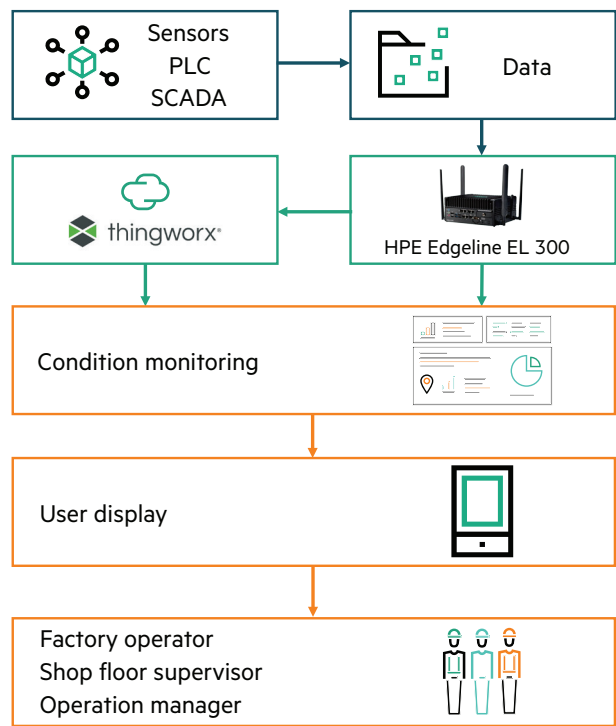 Sensors
PLC
SCADA
Data
thingworx®
HPE Edgeline EL 300
Condition monitoring
User display
Factory operator
Shop floor supervisor
Operation manager